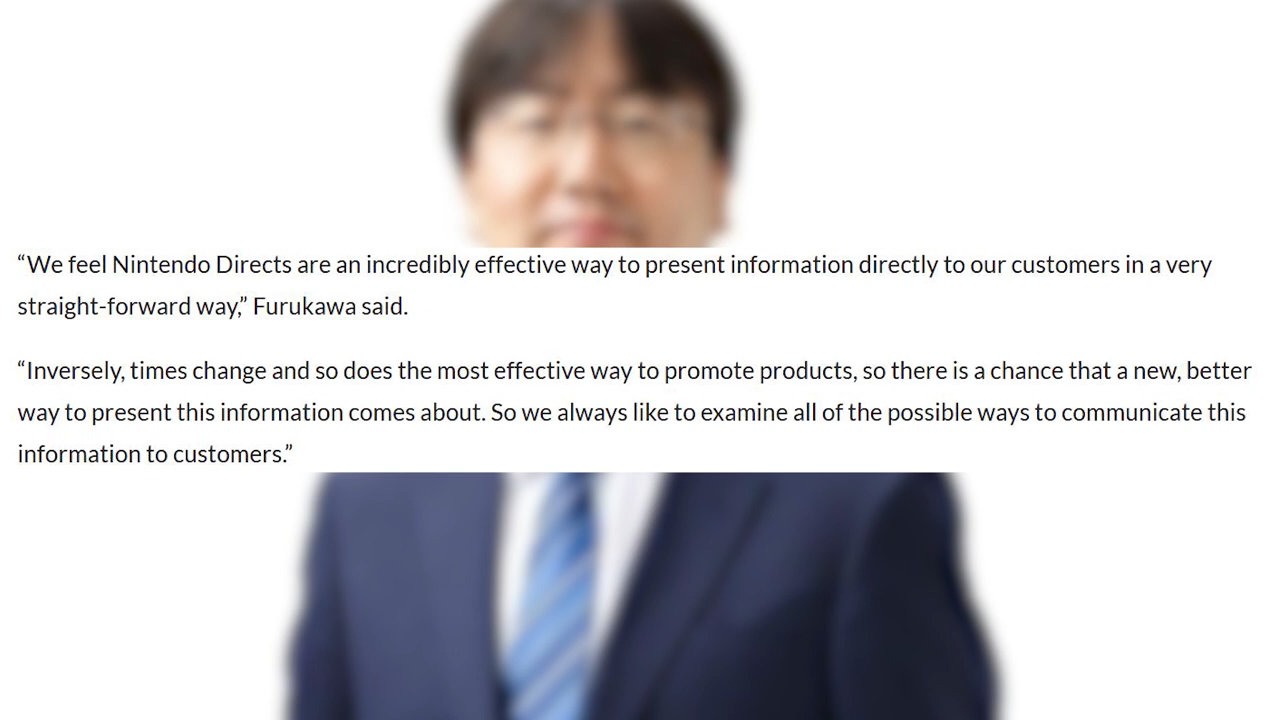 “We feel Nintendo Directs are an incredibly effective way to present information directly to our customers in a very
straight-forward way,” Furukawa said.
“Inversely, times change and so does the most effective way to promote products, so there is a chance that a new, better
way to present this information comes about. So we always like to examine all of the possible ways to communicate this
information to customers.”